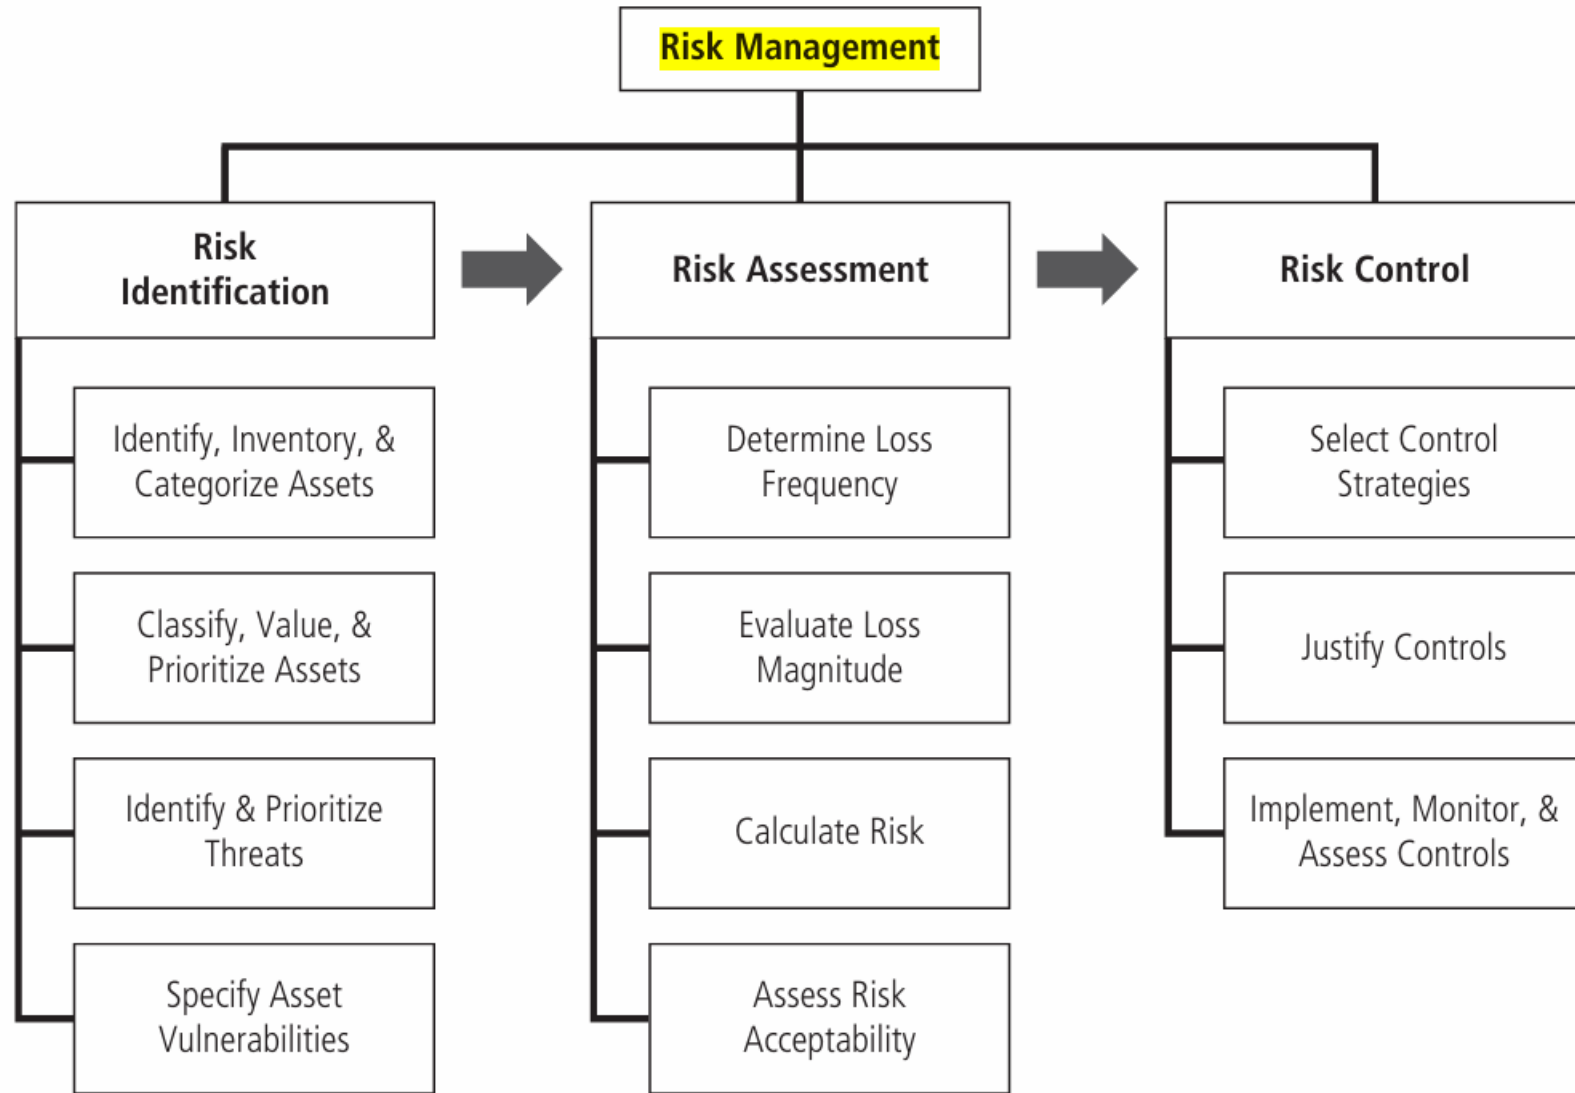 Risk Management
Risk
Identification
Identify, Inventory, &
Categorize Assets
Classify, Value, &
Prioritize Assets
Identify & Prioritize
Threats
Specify Asset
Vulnerabilities
Risk Assessment
Determine Loss
Frequency
Evaluate Loss
Magnitude
Calculate Risk
Assess Risk
Acceptability
Risk Control
Select Control
Strategies
Justify Controls
Implement, Monitor, &
Assess Controls